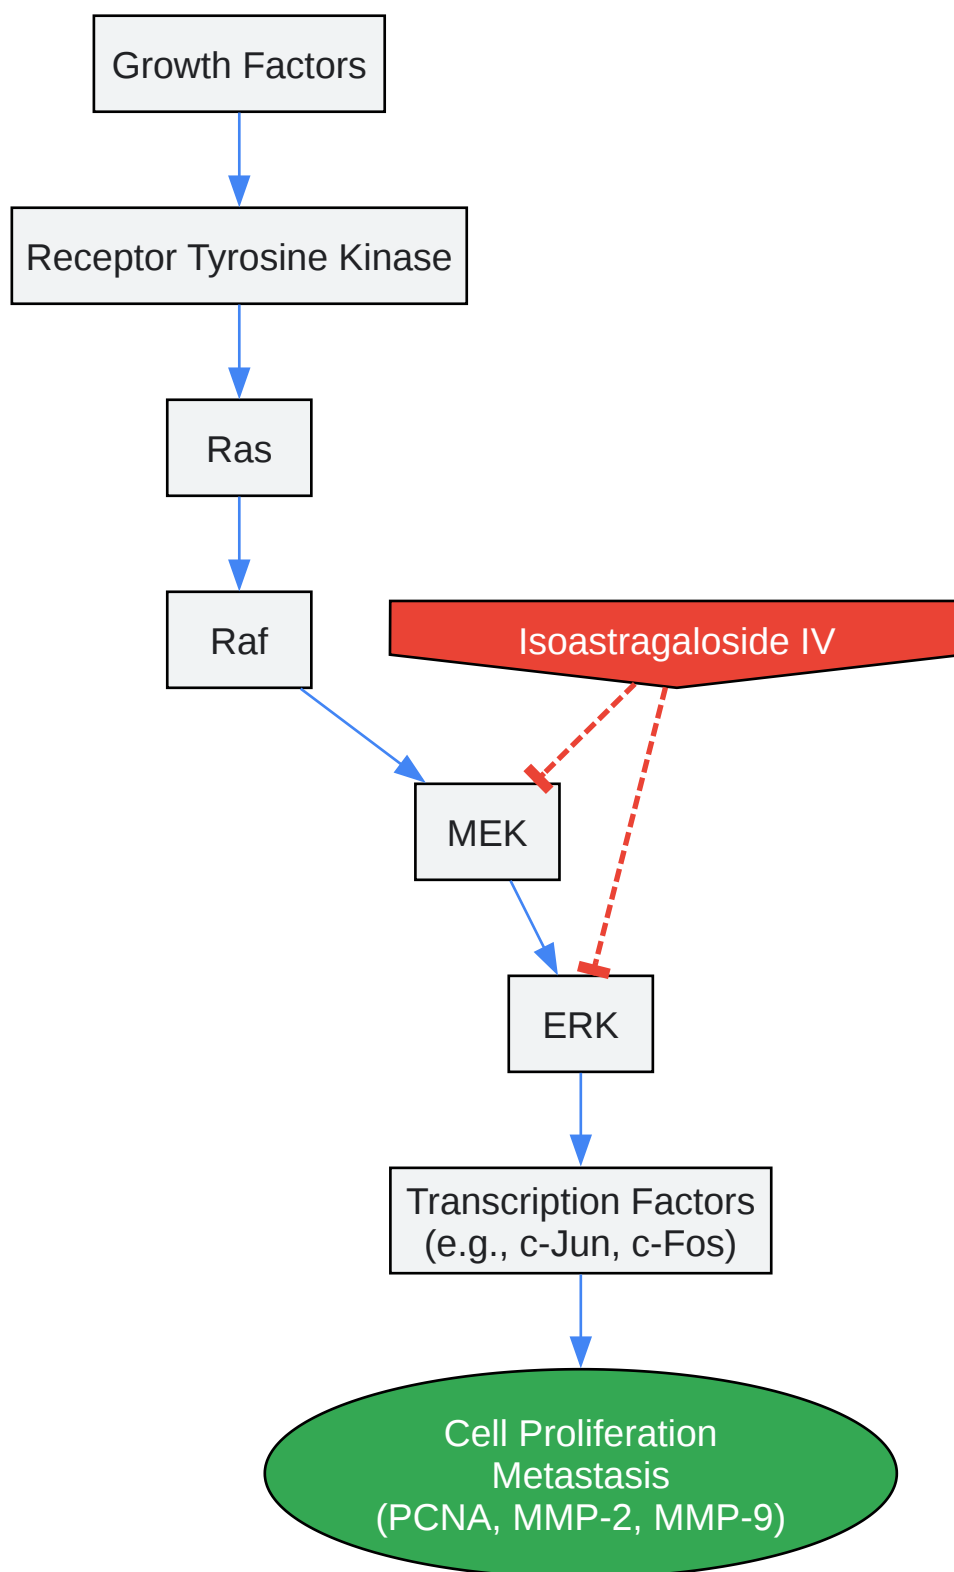 Growth Factors
Receptor Tyrosine Kinase
Ras
Raf
Isoastragaloside IV
MEK
ERK
Transcription Factors
(e.g., c-Jun, c-Fos)
Cell Proliferation
Metastasis
(PCNA, MMP-2, MMP-9)